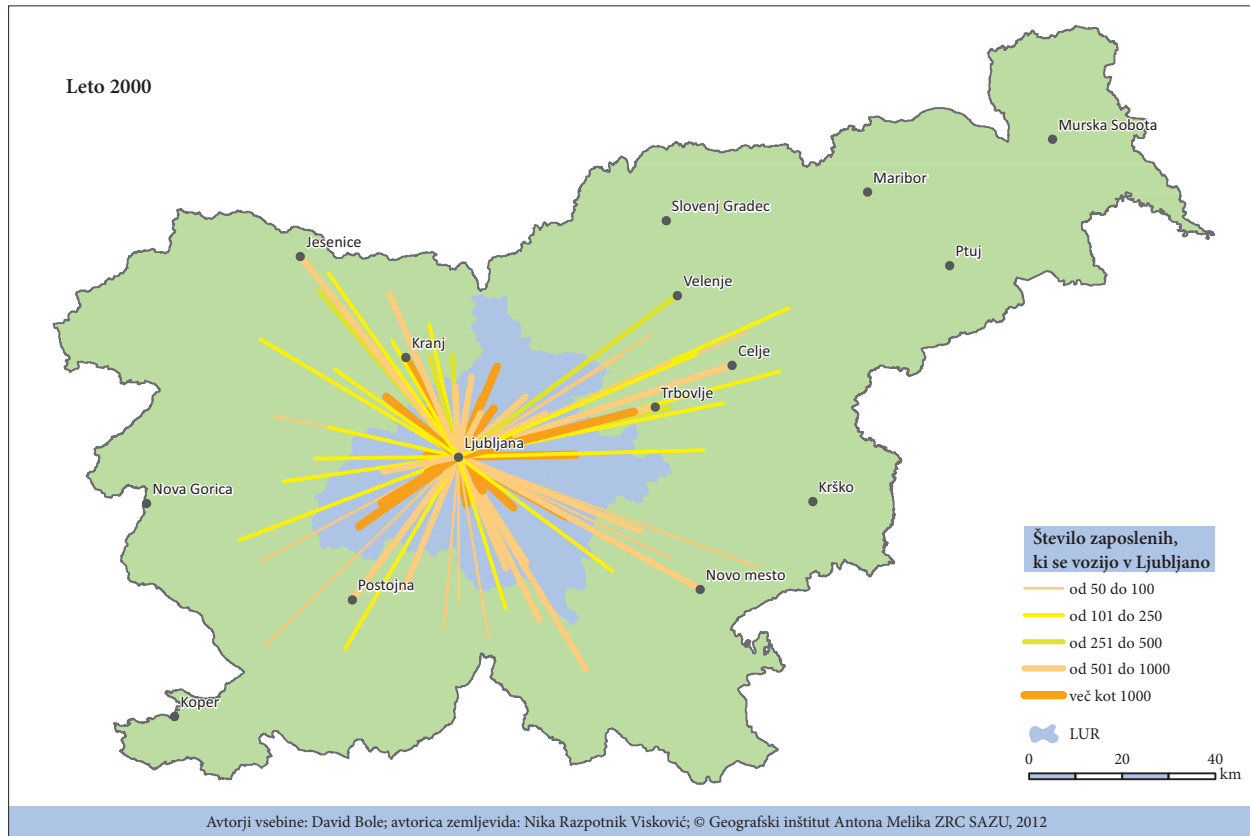 Leto 2000
Murska Sobota
Maribor
Slovenj Gradec
Ptuj
Jesenice
Velenje
Kranj
Celje
Trbovlje
Ljubljana
Nova Gorica
Krško
Novo mesto
Postojna
Koper
Število zaposlenih,
ki se vozijo v Ljubljano
od 50 do 100
od 101 do 250
od 251 do 500
od 501 do 1000
več kot 1000
LUR
0 20 40
km
Avtorji vsebine: David Bole; avtorica zemljevida: Nika Razpotnik Visković; © Geografski inštitut Antona Melika ZRC SAZU, 2012